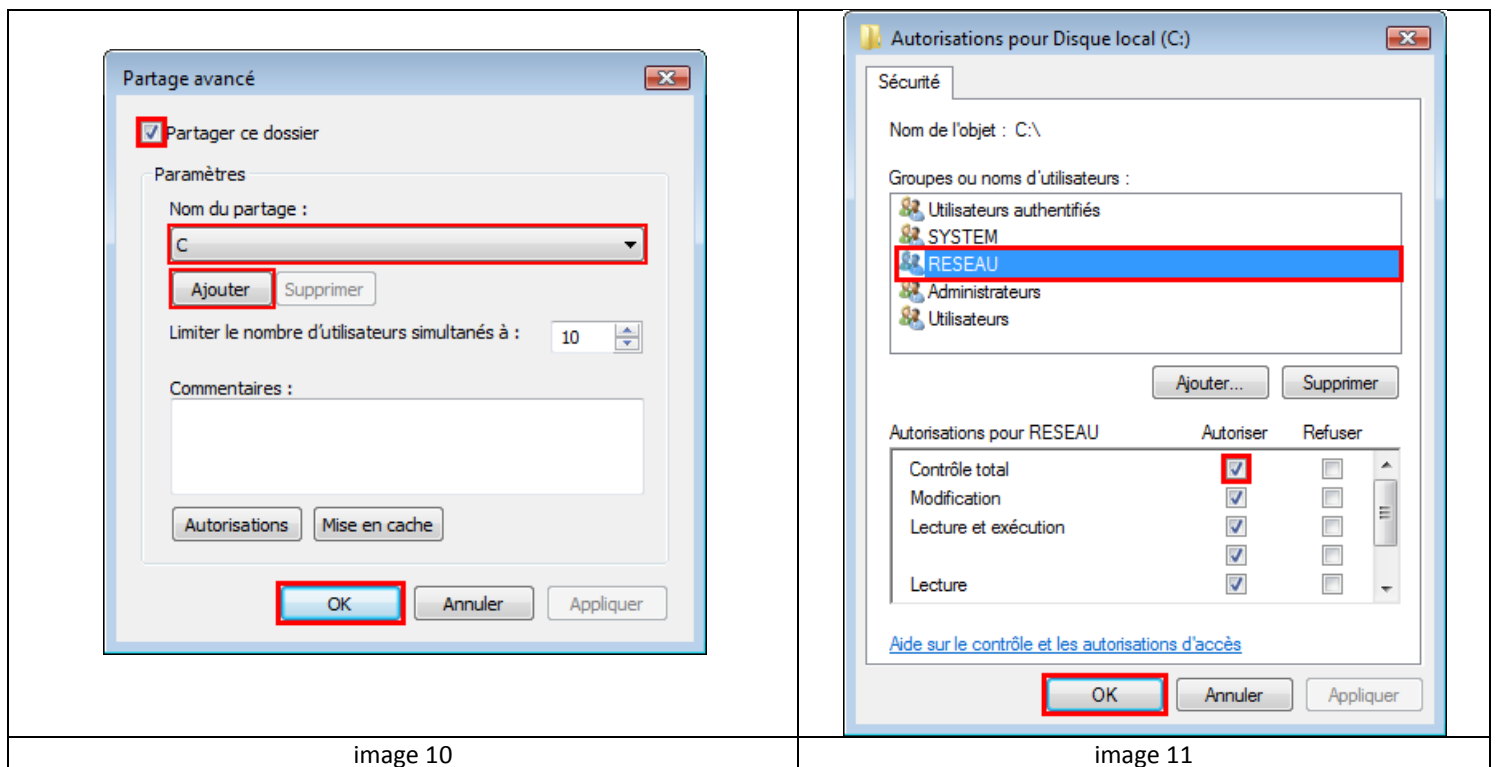 Partage avancé
Partager ce dossier
Paramètres
Nom du partage :
C
Ajouter
Supprimer
Limiter le nombre d'utilisateurs simultanés à :
10
Commentaires :
Autorisations
Mise en cache
OK
Annuler
Appliquer
image 10
Autorisations pour Disque local (C:)
Sécurité
Nom de l'objet : C:\
Groupes ou noms d'utilisateurs :
Utilisateurs authentifiés
SYSTEM
RESEAU
Administrateurs
Utilisateurs
Ajouter...
Supprimer
Autorisations pour RESEAU Autoriser Refuser
Contrôle total
Modification
Lecture et exécution
Lecture
Aide sur le contrôle et les autorisations d'accès
OK
Annuler
Appliquer
image 11